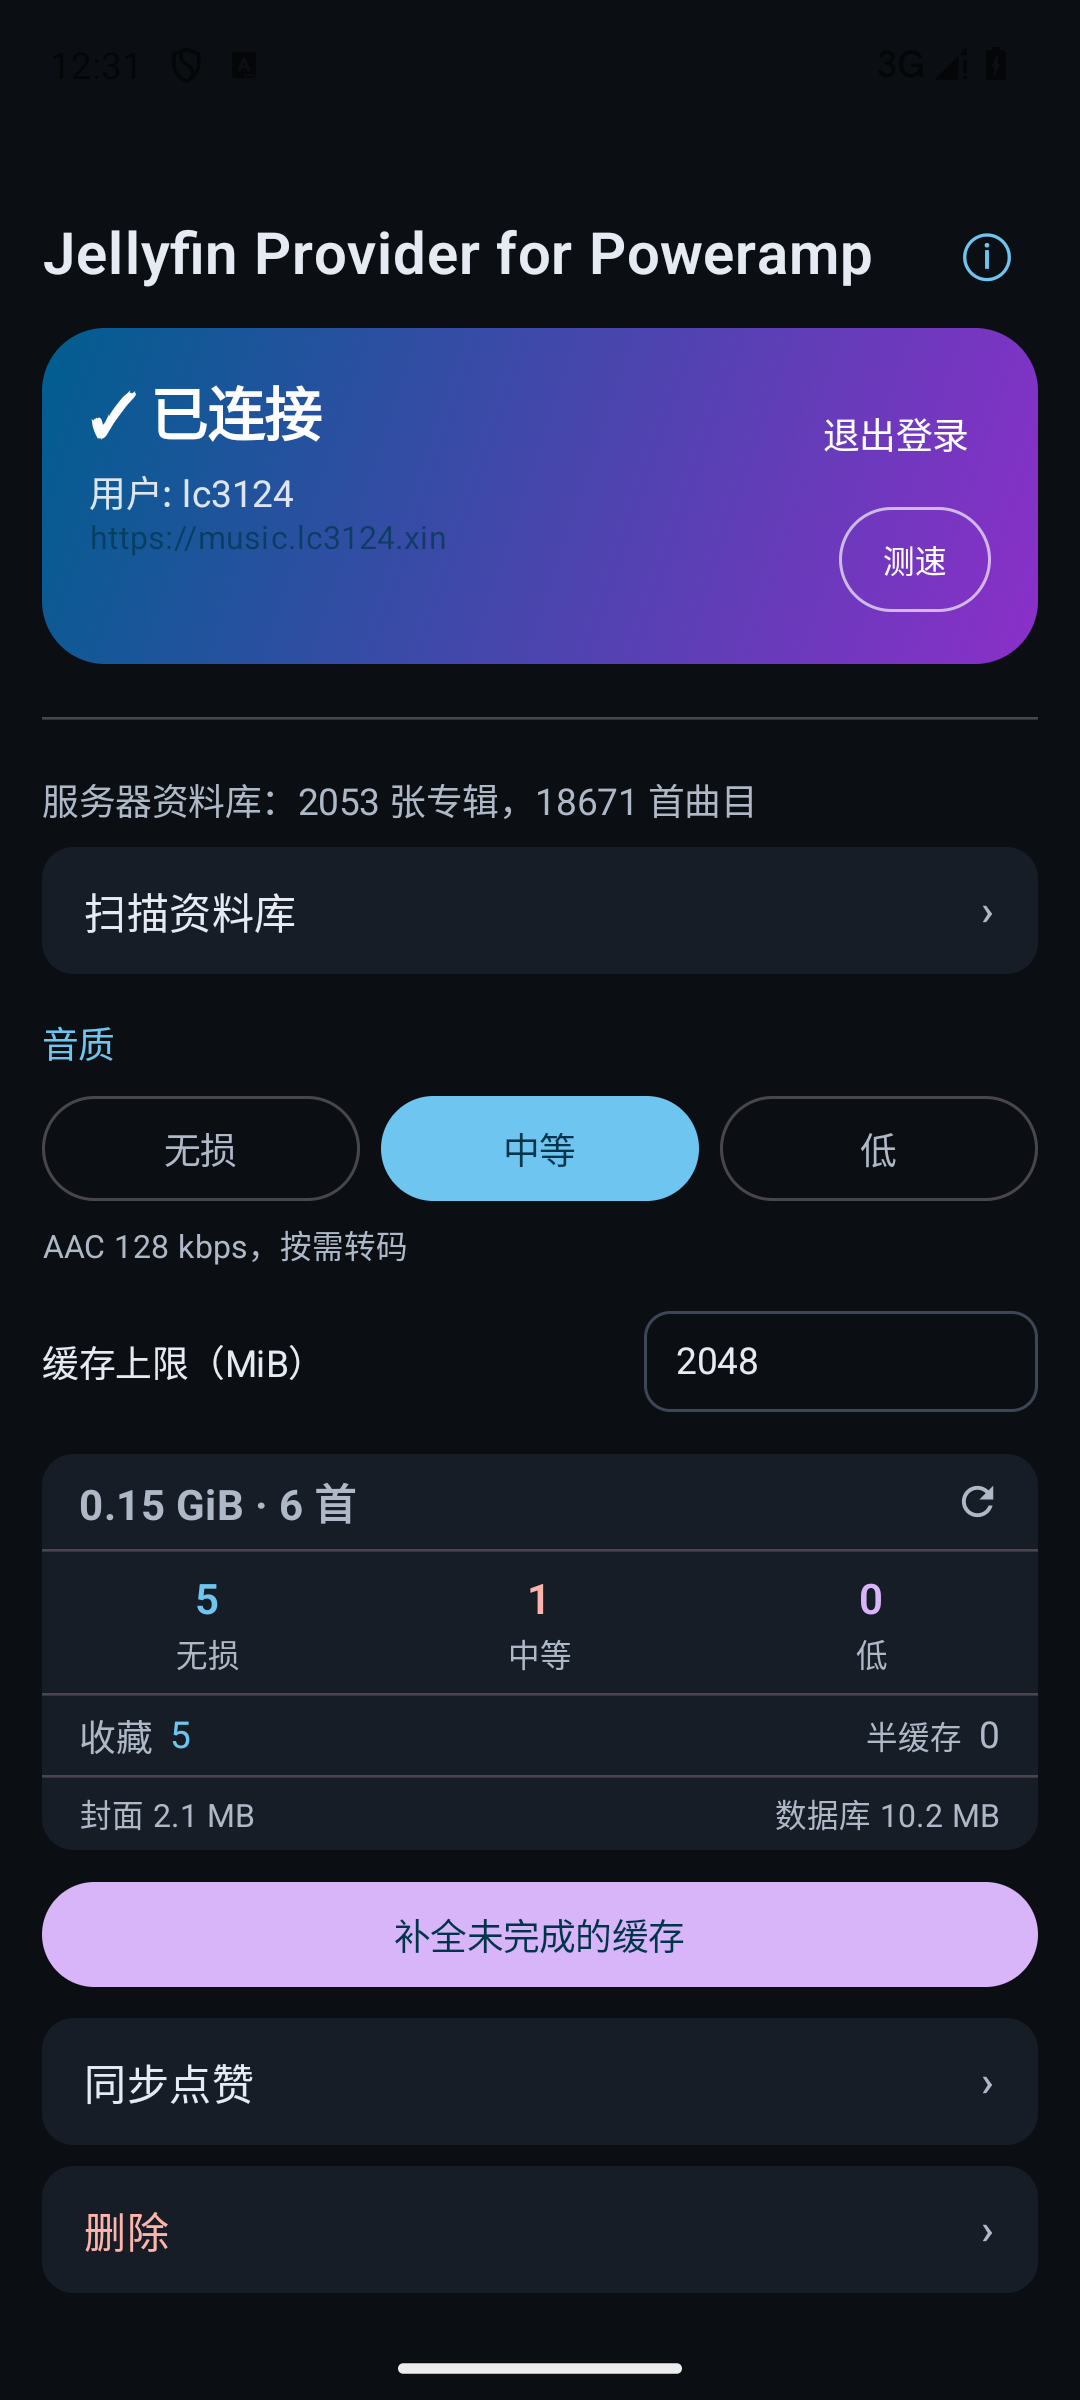 12:31
3G
Jellyfin Provider for Poweramp
✓ 已连接
用户: lc3124
https://music.lc3124.xin
退出登录
测速
服务器资料库：2053 张专辑，18671 首曲目
扫描资料库 ›
音质
无损 中等 低
AAC 128 kbps，按需转码
缓存上限（MiB） 2048
0.15 GiB · 6 首
5 1 0
无损 中等 低
收藏 5 半缓存 0
封面 2.1 MB 数据库 10.2 MB
补全未完成的缓存
同步点赞 ›
删除 ›